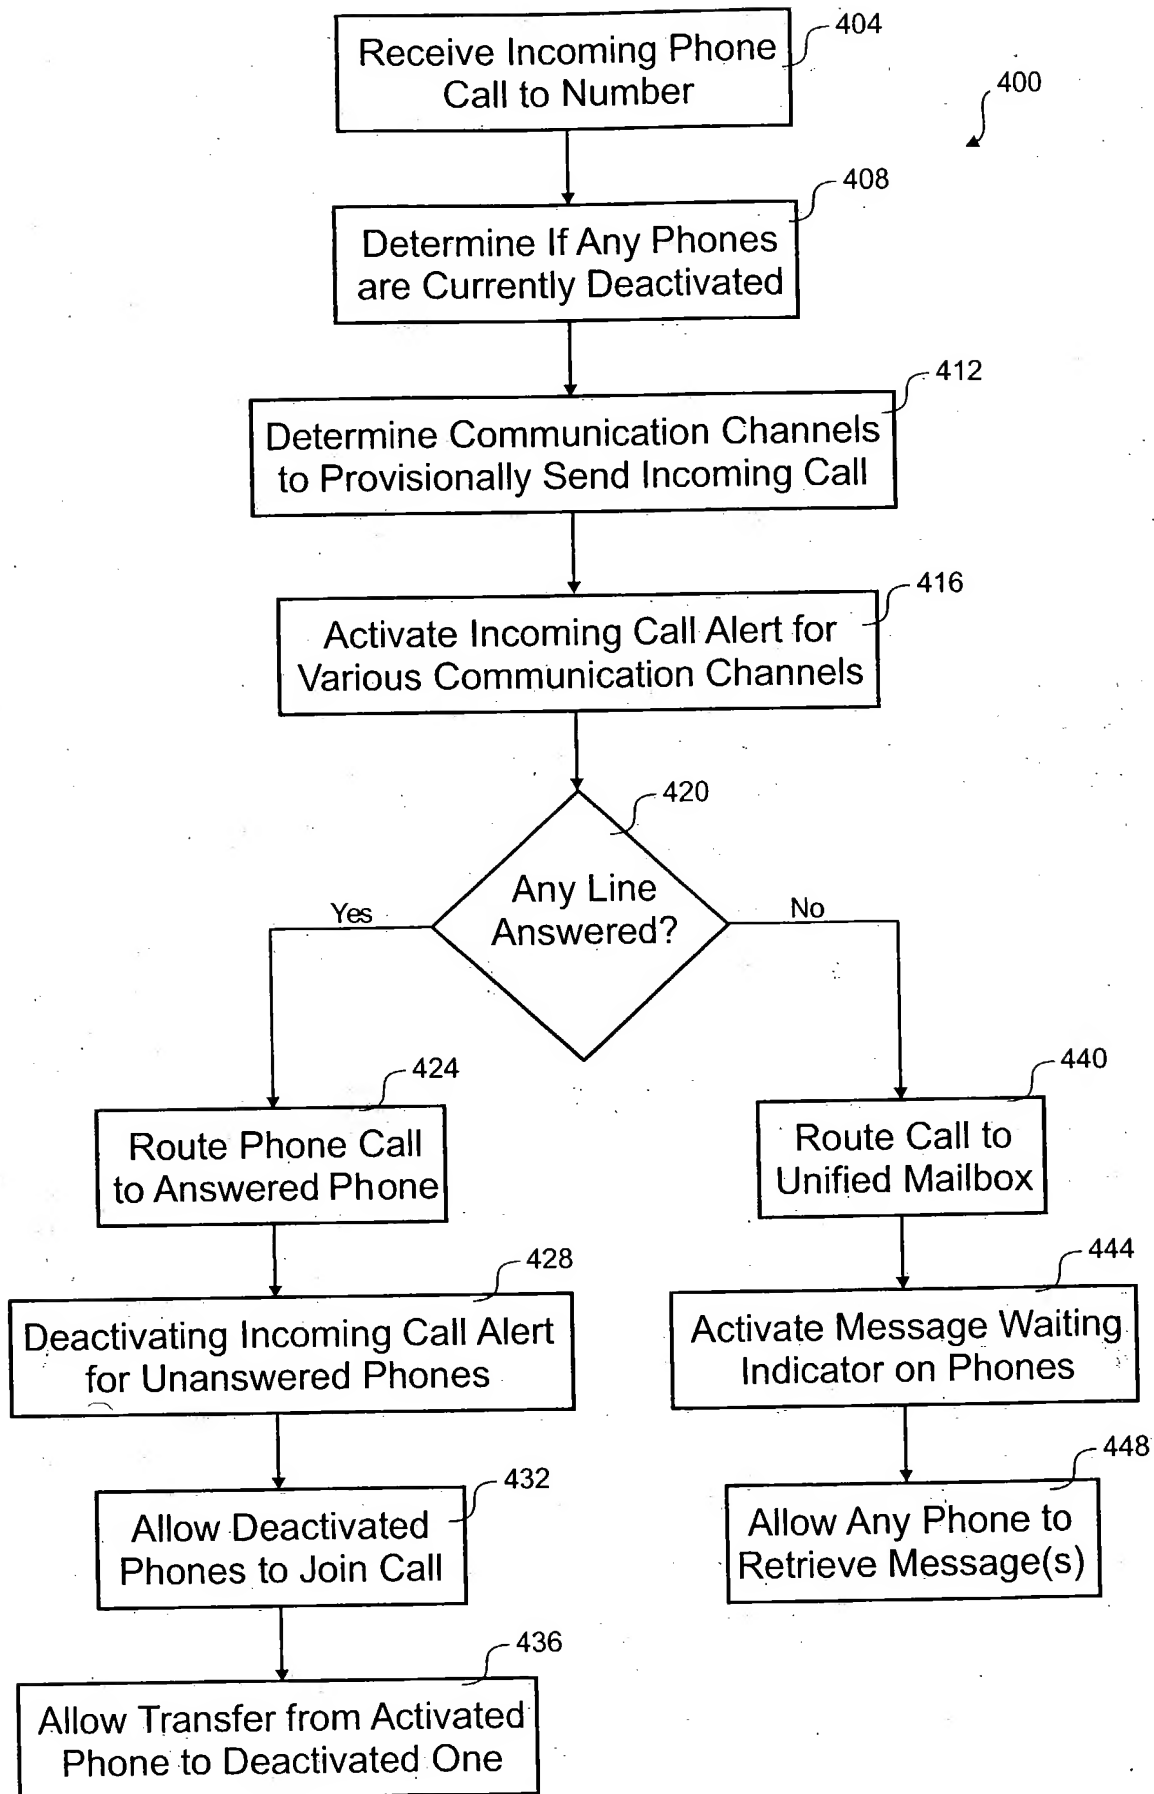 404
Receive Incoming Phone
Call to Number
400
408
Determine If Any Phones
are Currently Deactivated
412
Determine Communication Channels
to Provisionally Send Incoming Call
416
Activate Incoming Call Alert for
Various Communication Channels
420
Any Line
Answered?
Yes
No
424
Route Phone Call
to Answered Phone
428
Deactivating Incoming Call Alert
for Unanswered Phones
432
Allow Deactivated
Phones to Join Call
436
Allow Transfer from Activated
Phone to Deactivated One
440
Route Call to
Unified Mailbox
444
Activate Message Waiting
Indicator on Phones
448
Allow Any Phone to
Retrieve Message(s)